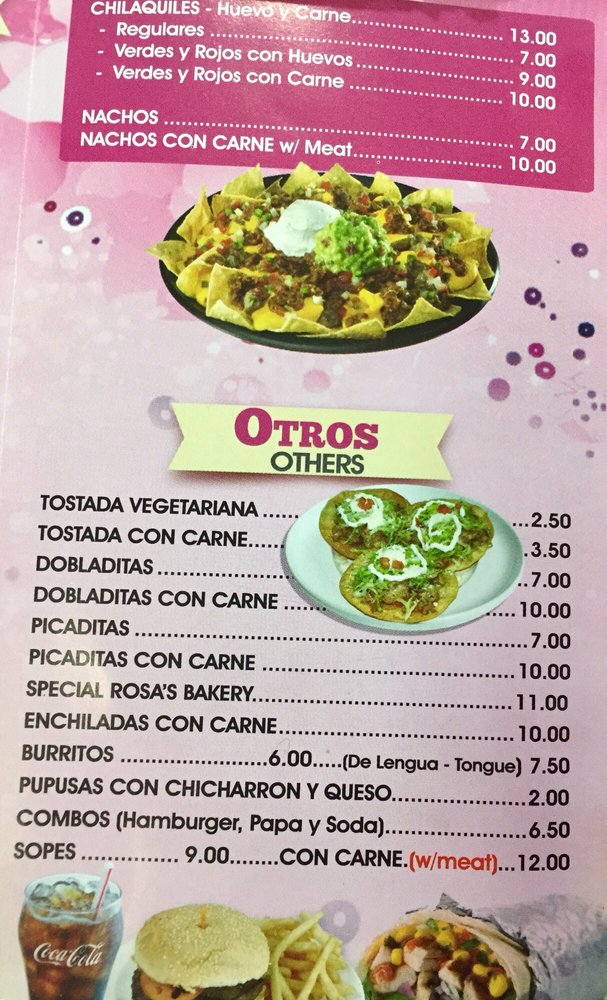 CHILAQUILES - Huevo y Carne..................... 13.00
- Regulares .......................................... 7.00
- Verdes y Rojos con Huevos ..................... 9.00
- Verdes y Rojos con Carne ...................... 10.00
NACHOS ................................................ 7.00
NACHOS CON CARNE w/ Meat..................... 10.00
OTROS
OTHERS
TOSTADA VEGETARIANA ..... ...2.50
TOSTADA CON CARNE..... .3.50
DOBLADITAS .................... ..7.00
DOBLADITAS CON CARNE ...... .....10.00
PICADITAS ......................................................... 7.00
PICADITAS CON CARNE ..................................... 10.00
SPECIAL ROSA'S BAKERY..................................... 11.00
ENCHILADAS CON CARNE.................................. 10.00
BURRITOS .....................6.00.....(De Lengua - Tongue) 7.50
PUPUSAS CON CHICHARRON Y QUESO................... 2.00
COMBOS (Hamburger, Papa y Soda)..................... 6.50
SOPES .............. 9.00........CON CARNE.(w/meat)...12.00
Coca-Cola